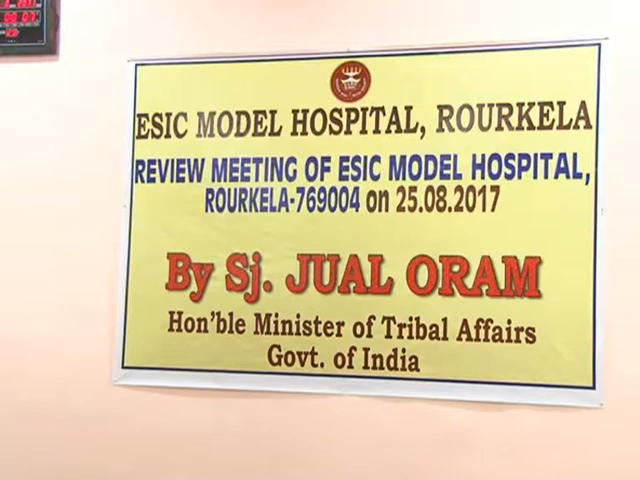 ESIC MODEL HOSPITAL, ROURKELA
REVIEW MEETING OF ESIC MODEL HOSPITAL,
ROURKELA-769004 on 25.08.2017
By Sj. JUAL ORAM
Hon'ble Minister of Tribal Affairs
Govt. of India